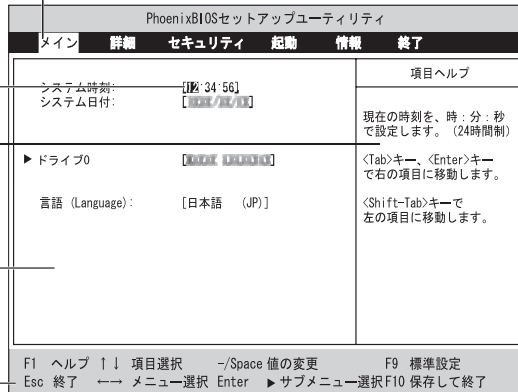 PhoenixBIOSセットアップユーティリティ
メイン 詳細 セキュリティ 起動 情報 終了
項目ヘルプ
システム時刻: [12:34:56]
システム日付:
現在の時刻を、時：分：秒
で設定します。（24時間制）
▶ ドライブ0
<Tab>キー、<Enter>キー
で右の項目に移動します。
言語 (Language): [日本語 (JP)]
<Shift-Tab>キーで
左の項目に移動します。
F1 ヘルプ ↑↓ 項目選択 -/Space 値の変更 F9 標準設定
Esc 終了 ←→ メニュー選択 Enter ▶ サブメニュー選択 F10 保存して終了